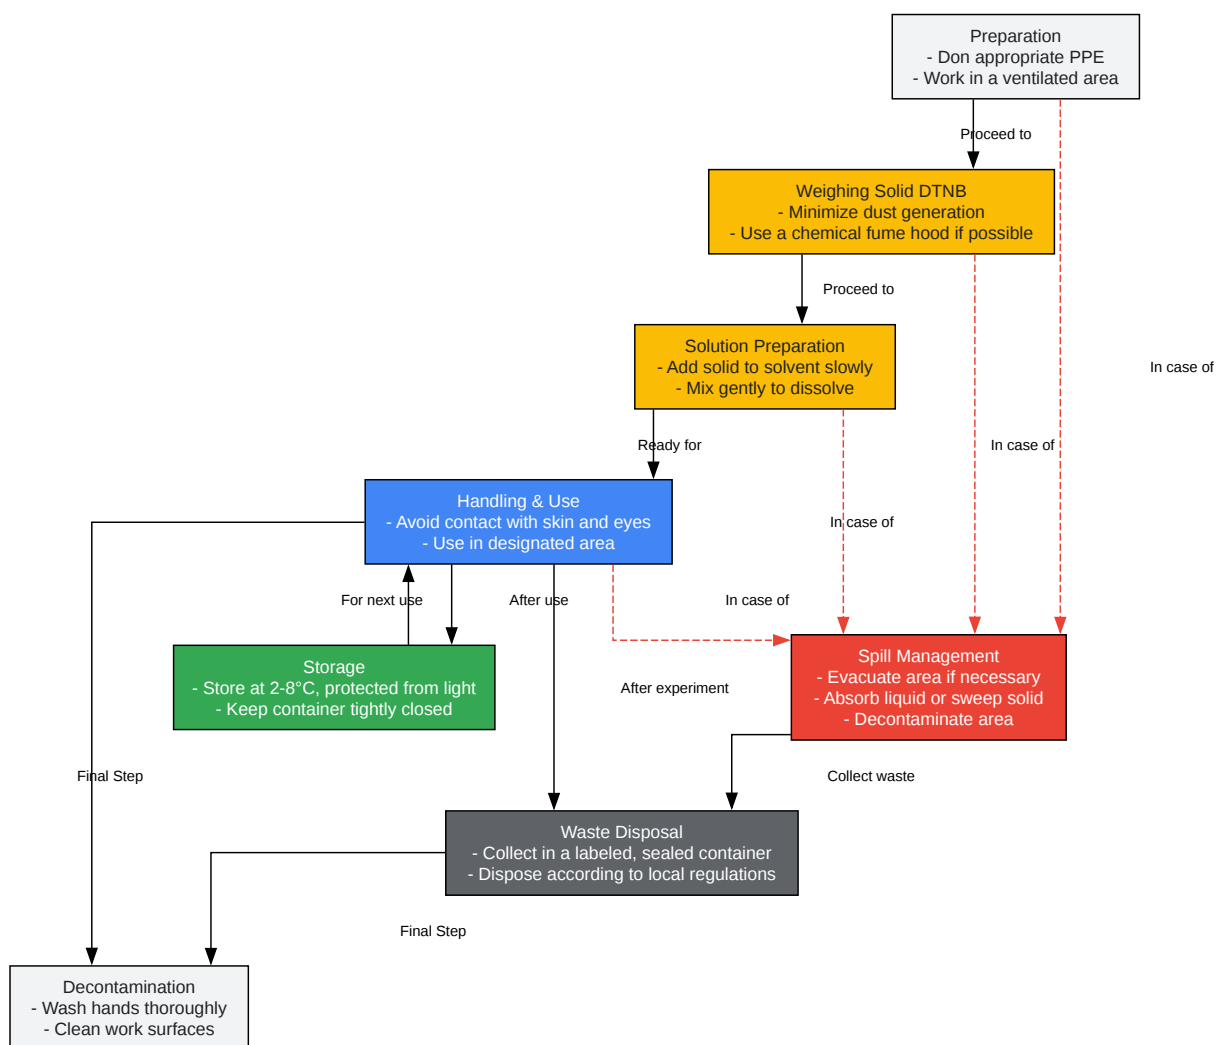 Preparation
- Don appropriate PPE
- Work in a ventilated area
Proceed to
Weighing Solid DTNB
- Minimize dust generation
- Use a chemical fume hood if possible
Proceed to
Solution Preparation
- Add solid to solvent slowly
- Mix gently to dissolve
In case of
Ready for
In case of
Handling & Use
- Avoid contact with skin and eyes
- Use in designated area
In case of
For next use
After use
In case of
Storage
- Store at 2-8°C, protected from light
- Keep container tightly closed
After experiment
Spill Management
- Evacuate area if necessary
- Absorb liquid or sweep solid
- Decontaminate area
Final Step
Collect waste
Waste Disposal
- Collect in a labeled, sealed container
- Dispose according to local regulations
Final Step
Decontamination
- Wash hands thoroughly
- Clean work surfaces